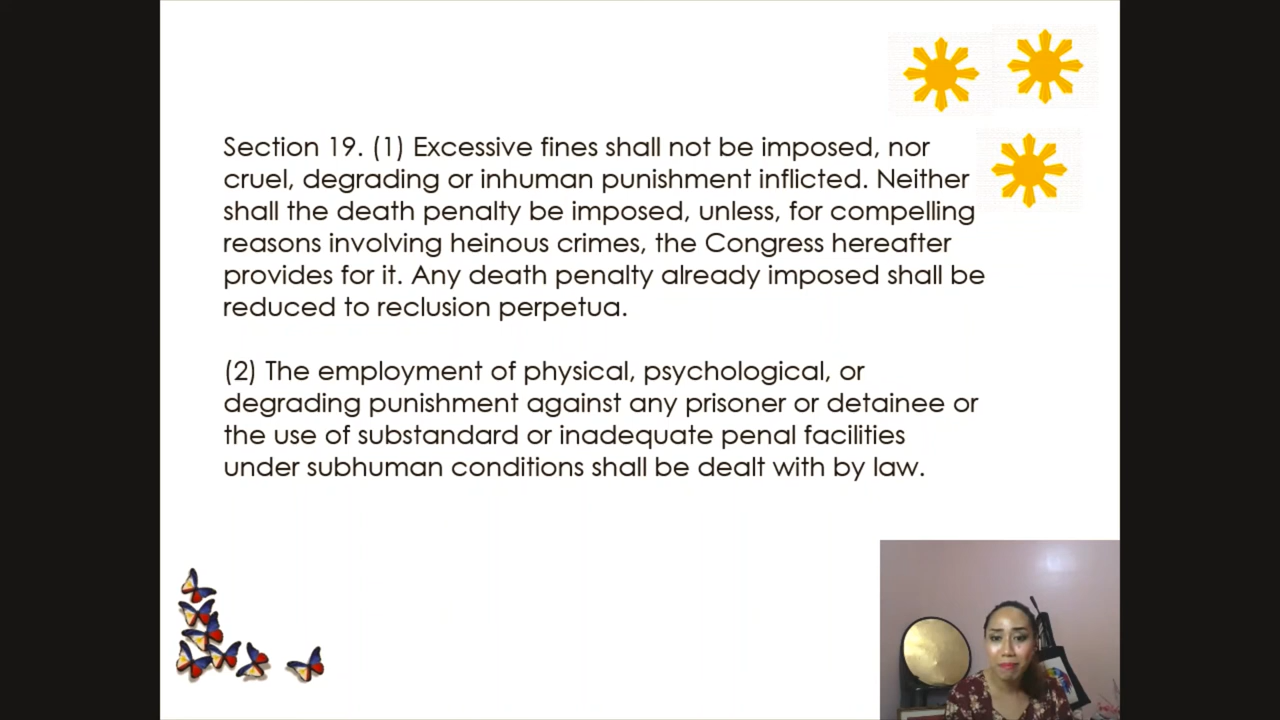 Section 19. (1) Excessive fines shall not be imposed, nor
cruel, degrading or inhuman punishment inflicted. Neither
shall the death penalty be imposed, unless, for compelling
reasons involving heinous crimes, the Congress hereafter
provides for it. Any death penalty already imposed shall be
reduced to reclusion perpetua.
(2) The employment of physical, psychological, or
degrading punishment against any prisoner or detainee or
the use of substandard or inadequate penal facilities
under subhuman conditions shall be dealt with by law.